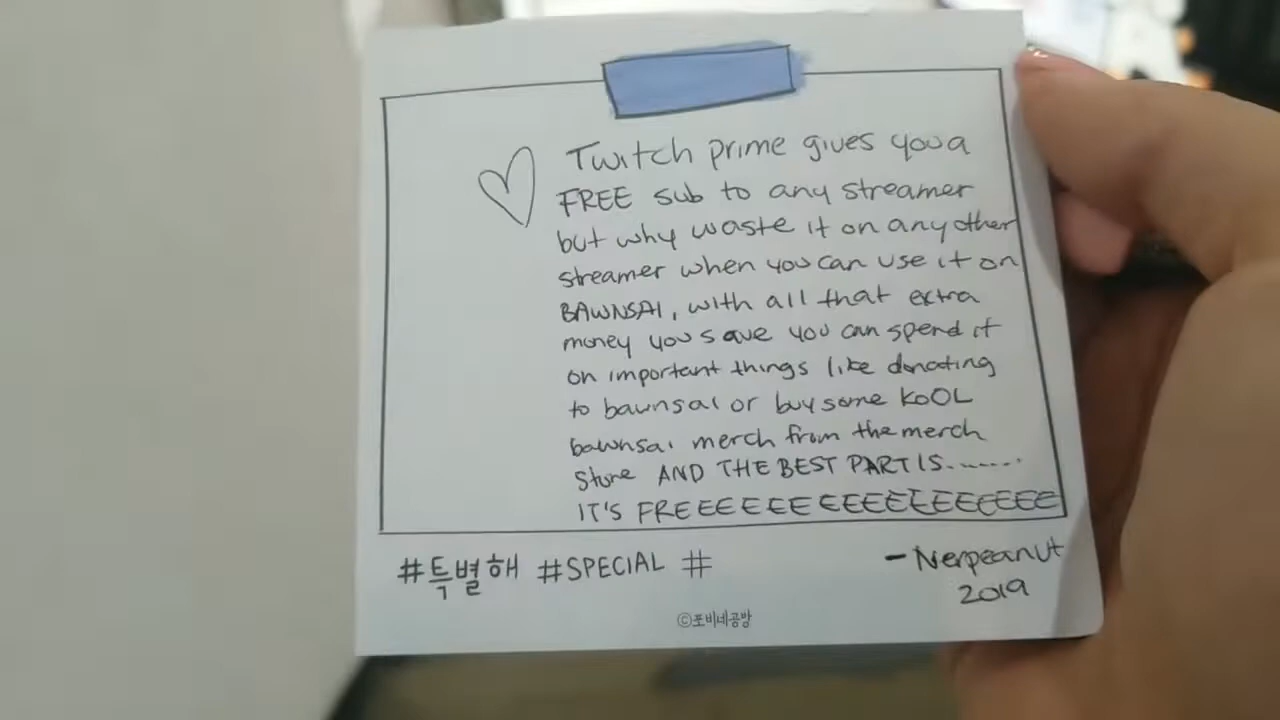 Twitch prime gives you a
FREE sub to any streamer
but why waste it on any other
streamer when you can use it on
BAWNSAI, with all that extra
money you save you can spend it
on important things like donating
to bawnsai or buy some KOOL
bawnsai merch from the merch
store AND THE BEST PART IS.......
IT'S FREEEEEEEEEEEEEEEEEE
#특별해 #SPECIAL #
- Nerpeanut
2019
©포비네공방